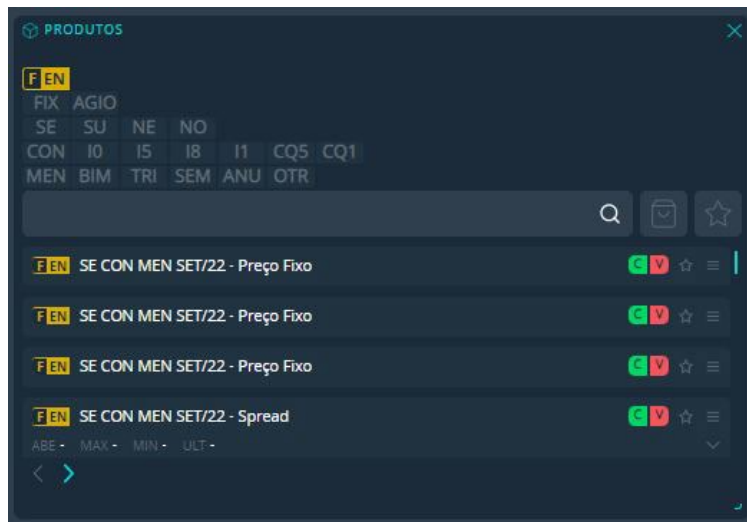 PRODUTOS
F EN
FIX AGIO
SE SU NE NO
CON I0 I5 I8 I1 CQ5 CQ1
MEN BIM TRI SEM ANU OTR
F EN SE CON MEN SET/22 - Preço Fixo C V
F EN SE CON MEN SET/22 - Preço Fixo C V
F EN SE CON MEN SET/22 - Preço Fixo C V
F EN SE CON MEN SET/22 - Spread C V
ABE - MAX - MIN - ULT -